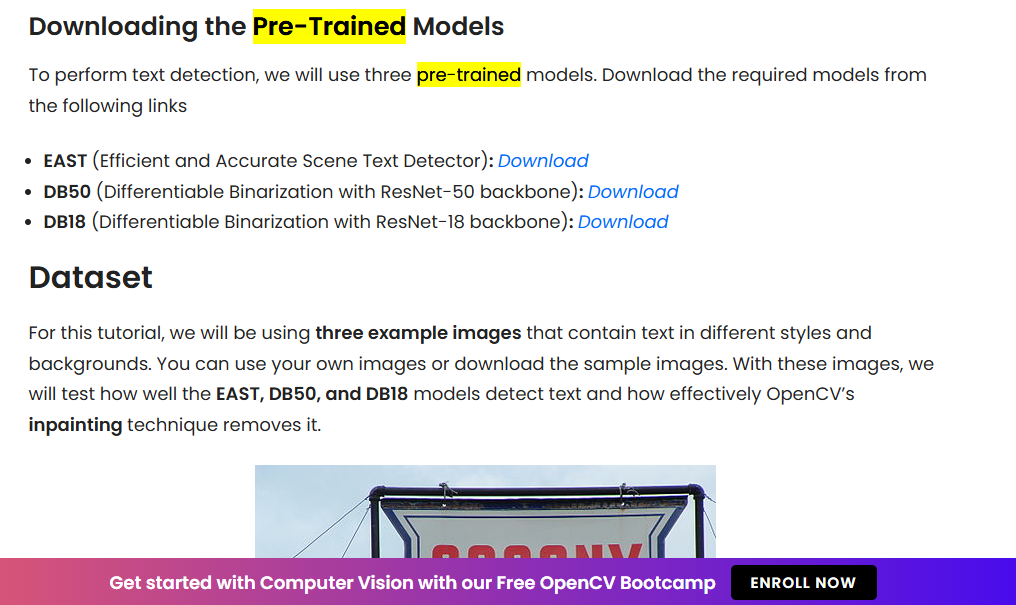 Downloading the Pre-Trained Models
To perform text detection, we will use three pre-trained models. Download the required models from
the following links
EAST (Efficient and Accurate Scene Text Detector): Download
DB50 (Differentiable Binarization with ResNet-50 backbone): Download
DB18 (Differentiable Binarization with ResNet-18 backbone): Download
Dataset
For this tutorial, we will be using three example images that contain text in different styles and
backgrounds. You can use your own images or download the sample images. With these images, we
will test how well the EAST, DB50, and DB18 models detect text and how effectively OpenCV’s
inpainting technique removes it.
Get started with Computer Vision with our Free OpenCV Bootcamp
ENROLL NOW